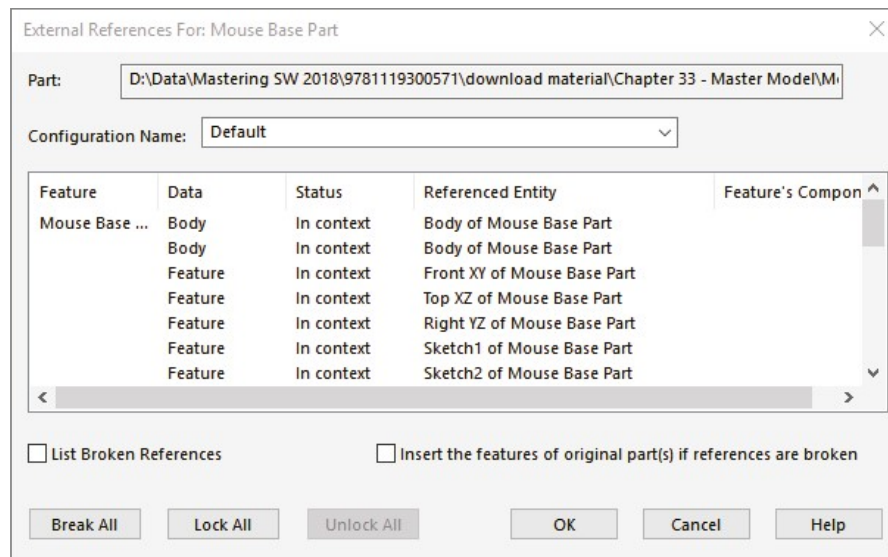 External References For: Mouse Base Part
Part: D:\Data\Mastering SW 2018\9781119300571\download material\Chapter 33 - Master Model\M
Configuration Name: Default
Feature Data Status Referenced Entity Feature's Compon
Mouse Base ... Body In context Body of Mouse Base Part
Body In context Body of Mouse Base Part
Feature In context Front XY of Mouse Base Part
Feature In context Top XZ of Mouse Base Part
Feature In context Right YZ of Mouse Base Part
Feature In context Sketch1 of Mouse Base Part
Feature In context Sketch2 of Mouse Base Part
List Broken References Insert the features of original part(s) if references are broken
Break All Lock All Unlock All OK Cancel Help